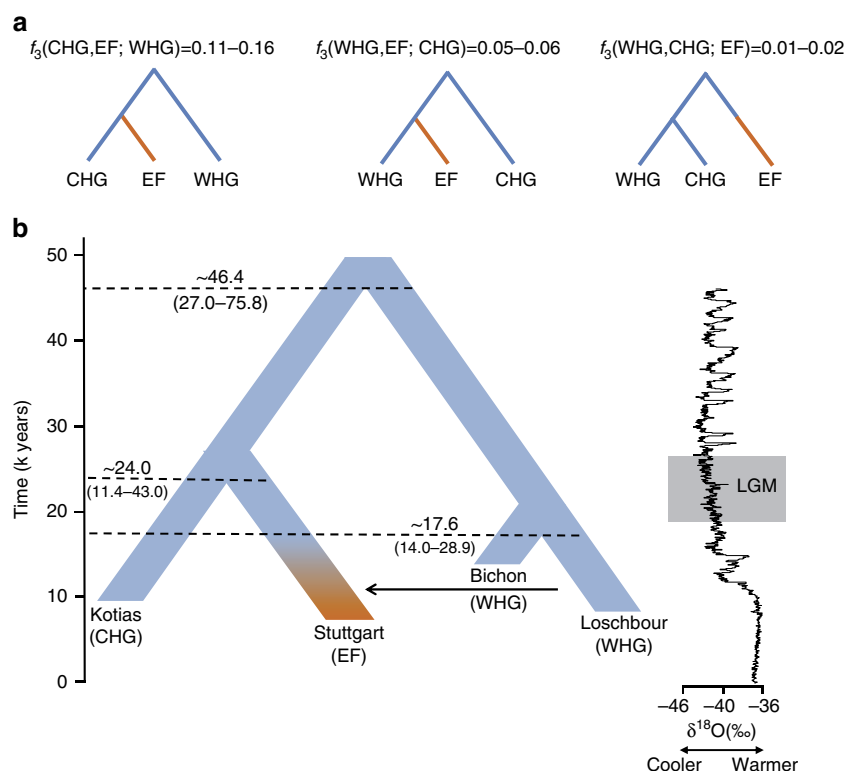 a
f3(CHG,EF; WHG)=0.11–0.16
f3(WHG,EF; CHG)=0.05–0.06
f3(WHG,CHG; EF)=0.01–0.02
CHG EF WHG
WHG EF CHG
WHG CHG EF
b
Time (k years)
50
40
30
20
10
0
~46.4
(27.0–75.8)
~24.0
(11.4–43.0)
~17.6
(14.0–28.9)
Kotias
(CHG)
Stuttgart
(EF)
Bichon
(WHG)
Loschbour
(WHG)
LGM
–46 –40 –36
δ18O(‰)
Cooler Warmer